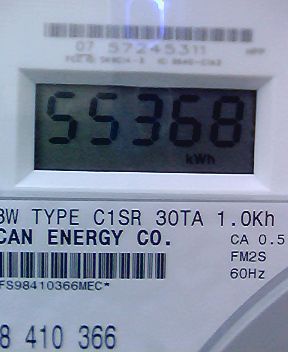 07 57245311
55368
kWh
3W TYPE C1SR 30TA 1.0Kh
CAN ENERGY CO.
CA 0.5
FM2S
60Hz
FS98410366MEC*
8 410 366